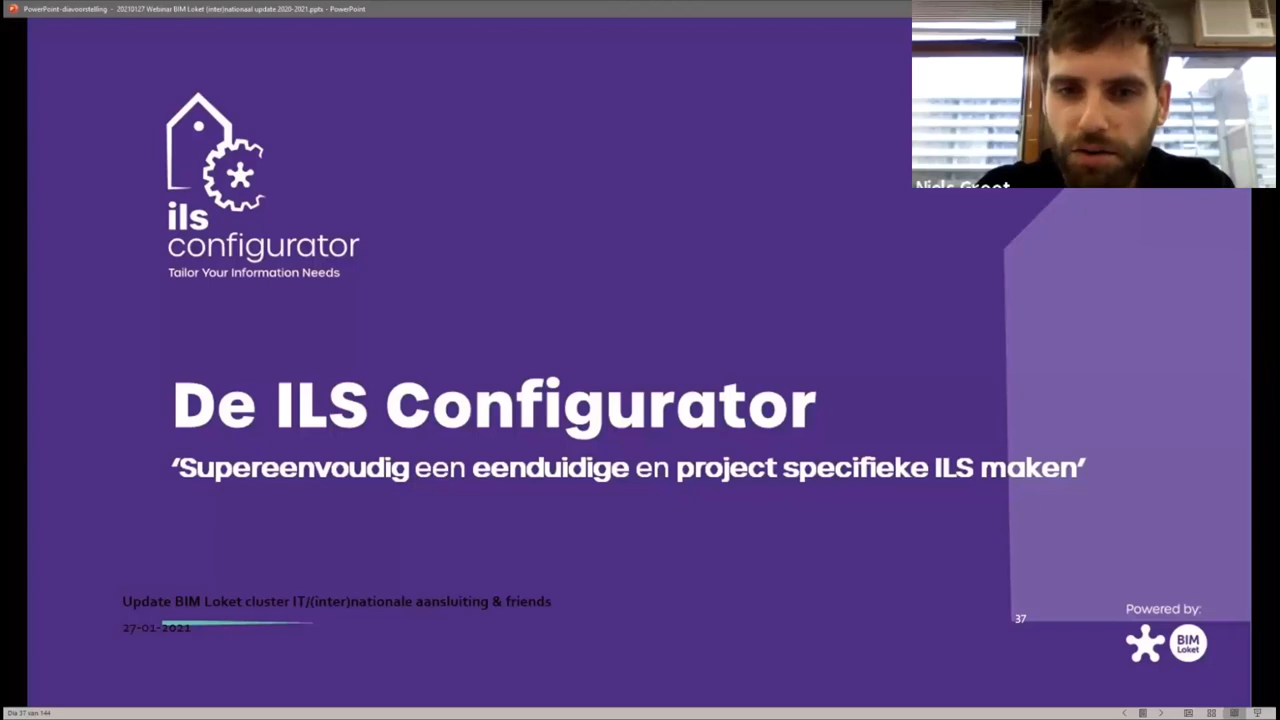 PowerPoint-diavoorstelling - 20210127 Webinar BIM Loket (inter)nationaal update 2020-2021.pptx - PowerPoint
Niels Groot
ils
configurator
Tailor Your Information Needs
De ILS Configurator
‘Supereenvoudig een eenduidige en project specifieke ILS maken’
Update BIM Loket cluster IT/(inter)nationale aansluiting & friends
27-01-2021
37
Powered by:
BIM
Loket
Dia 37 van 144